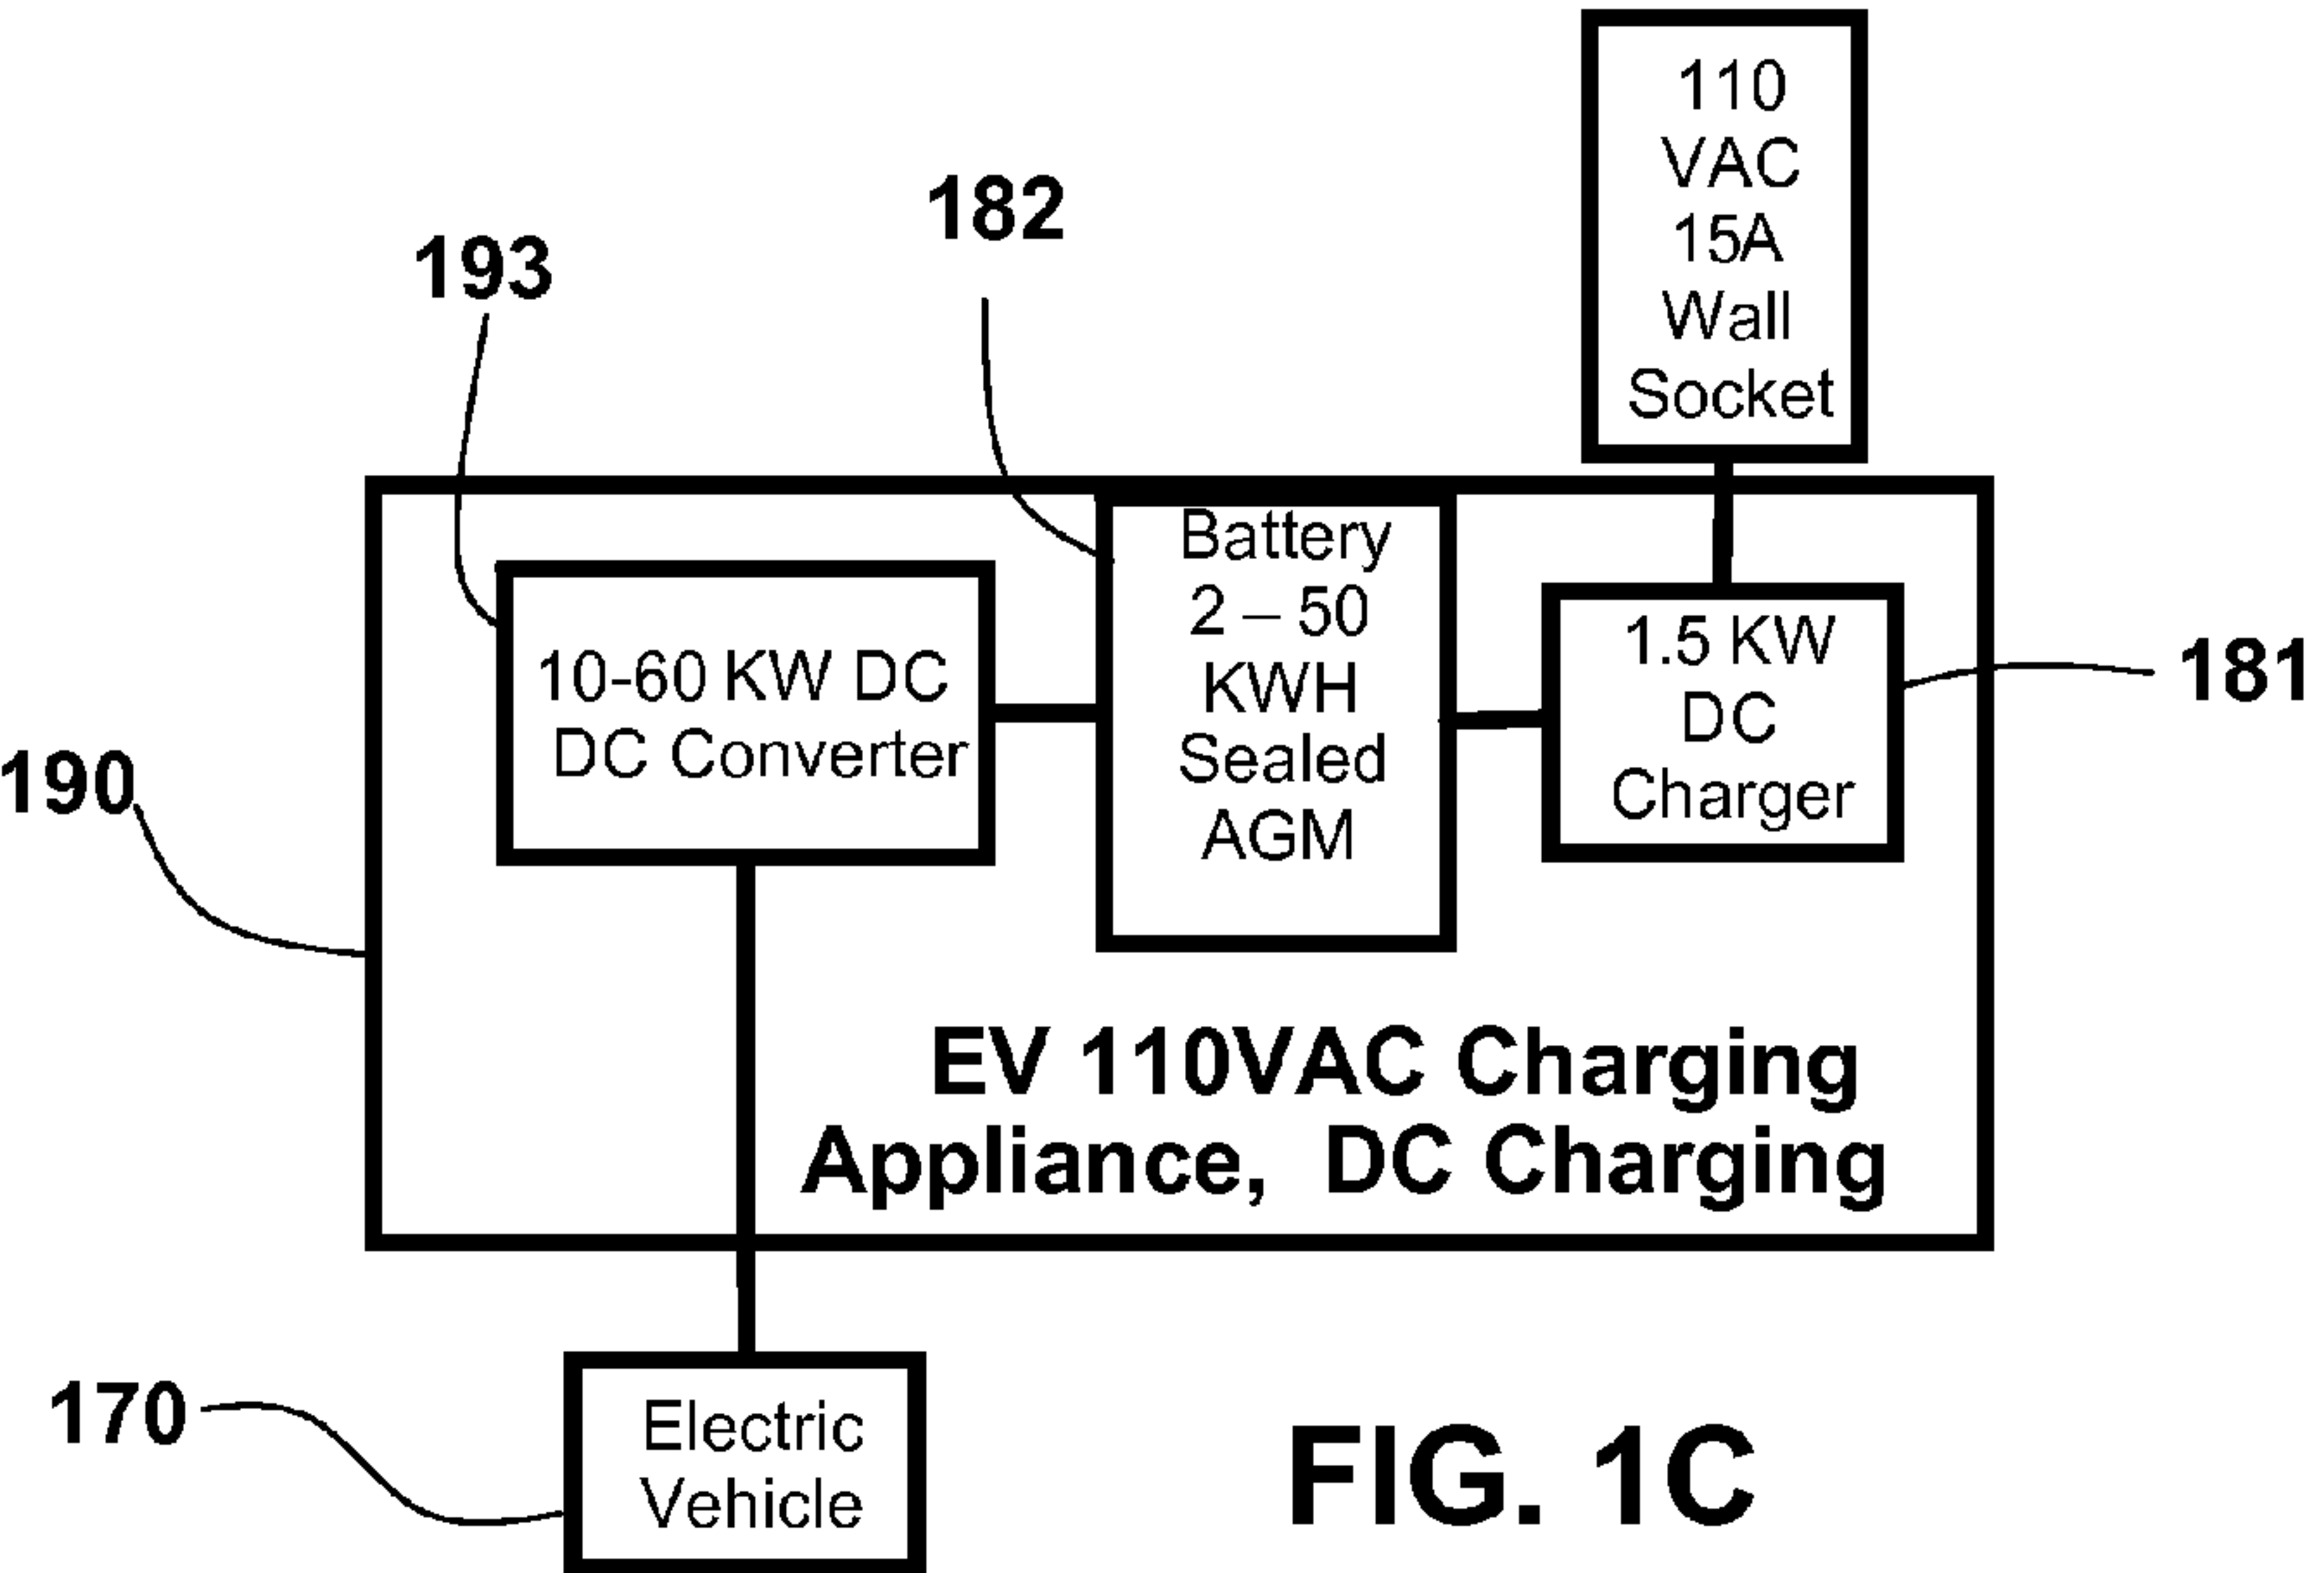 110
VAC
15A
Wall
Socket
182
193
Battery
2 – 50
KWH
Sealed
AGM
10-60 KW DC
DC Converter
1.5 KW
DC
Charger
181
190
EV 110VAC Charging
Appliance, DC Charging
170
Electric
Vehicle
FIG. 1C